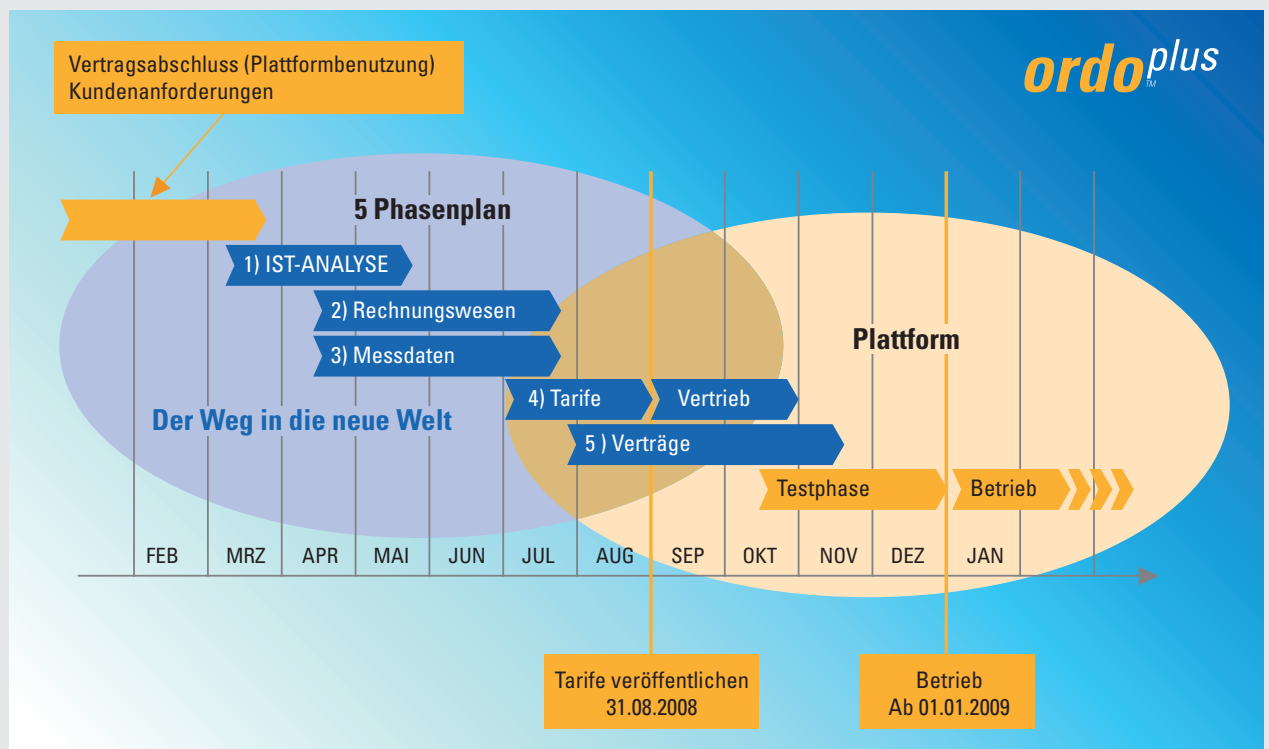 Vertragsabschluss (Plattformbenutzung)
Kundenanforderungen
ordoplus
TM
5 Phasenplan
1) IST-ANALYSE
2) Rechnungswesen
3) Messdaten
Plattform
4) Tarife
Vertrieb
Der Weg in die neue Welt
5 ) Verträge
Testphase
Betrieb
FEB MRZ APR MAI JUN JUL AUG SEP OKT NOV DEZ JAN
Tarife veröffentlichen
31.08.2008
Betrieb
Ab 01.01.2009